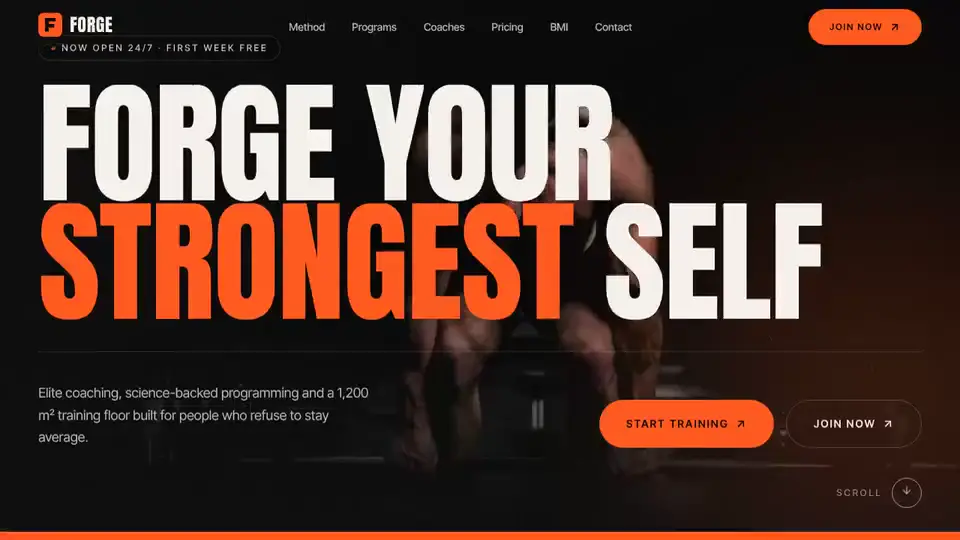 F FORGE Method Programs Coaches Pricing BMI Contact JOIN NOW
NOW OPEN 24/7 · FIRST WEEK FREE
FORGE YOUR
STRONGEST SELF
Elite coaching, science-backed programming and a 1,200
m² training floor built for people who refuse to stay
average.
START TRAINING JOIN NOW
SCROLL